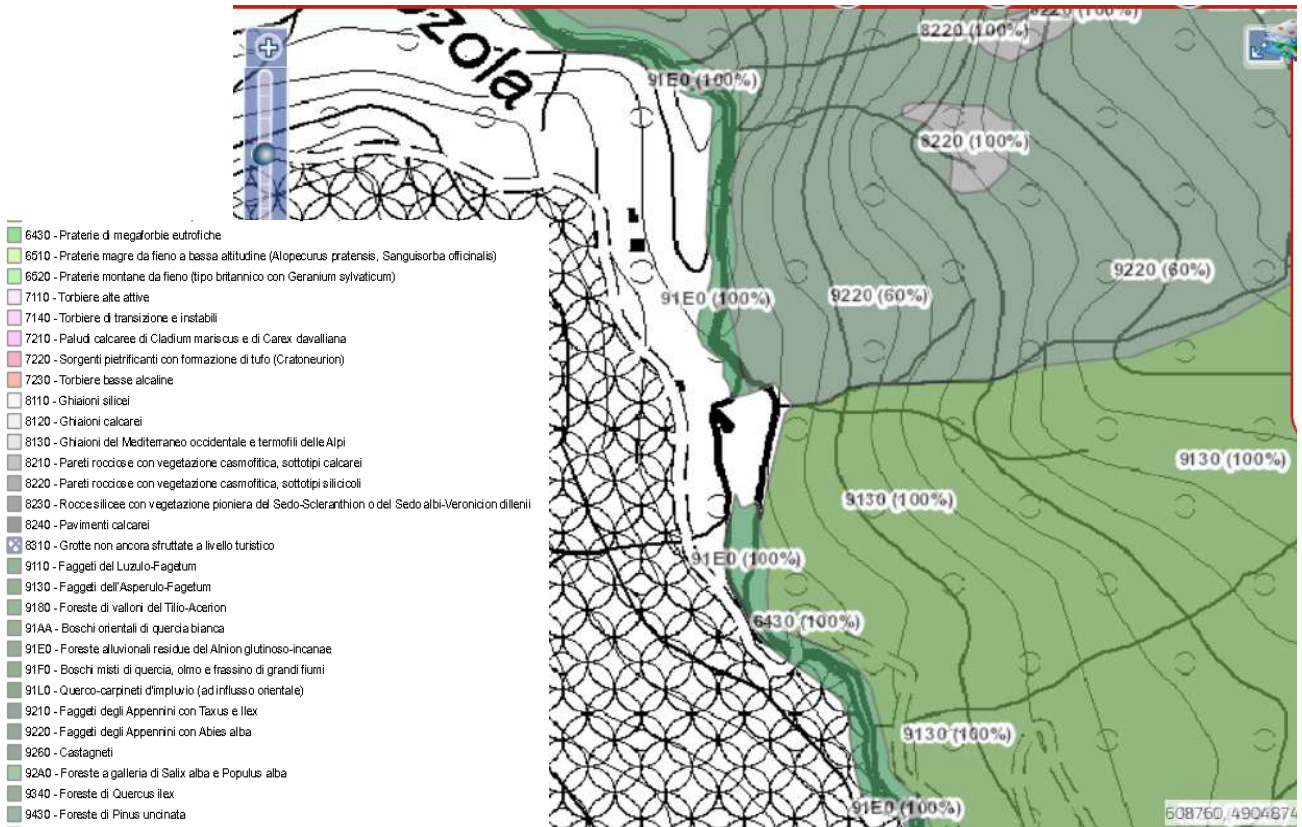 8220 (100%)
8220 (100%)
91E0 (100%)
8220 (100%)
9220 (60%)
91E0 (100%)
9220 (60%)
9130 (100%)
9130 (100%)
91E0 (100%)
6430 (100%)
9130 (100%)
91E0 (100%)
608760, 4904874
zola
6430 - Praterie di megaforbie eutrofiche
6510 - Praterie magre da fieno a bassa altitudine (Alopecurus pratensis, Sanguisorba officinalis)
6520 - Praterie montane da fieno (tipo britannico con Geranium sylvaticum)
7110 - Torbiere alte attive
7140 - Torbiere di transizione e instabili
7210 - Paludi calcaree di Cladium mariscus e di Carex davalliana
7220 - Sorgenti pietrificanti con formazione di tufo (Cratoneurion)
7230 - Torbiere basse alcaline
8110 - Ghiaioni silicei
8120 - Ghiaioni calcarei
8130 - Ghiaioni del Mediterraneo occidentale e termofili delle Alpi
8210 - Pareti rocciose con vegetazione casmofitica, sottotipi calcarei
8220 - Pareti rocciose con vegetazione casmofitica, sottotipi silicicoli
8230 - Rocce silicee con vegetazione pioniera del Sedo-Scleranthion o del Sedo albi-Veronicion dillenii
8240 - Pavimenti calcarei
8310 - Grotte non ancora sfruttate a livello turistico
9110 - Faggeti del Luzulo-Fagetum
9130 - Faggeti dell'Asperulo-Fagetum
9180 - Foreste di valloni del Tilio-Acerion
91AA - Boschi orientali di quercia bianca
91E0 - Foreste alluvionali residue del Alnion glutinoso-incanae
91F0 - Boschi misti di quercia, olmo e frassino di grandi fiumi
91L0 - Querco-carpineti d'impluvio (ad influsso orientale)
9210 - Faggeti degli Appennini con Taxus e Ilex
9220 - Faggeti degli Appennini con Abies alba
9260 - Castagneti
92A0 - Foreste a galleria di Salix alba e Populus alba
9340 - Foreste di Quercus ilex
9430 - Foreste di Pinus uncinata